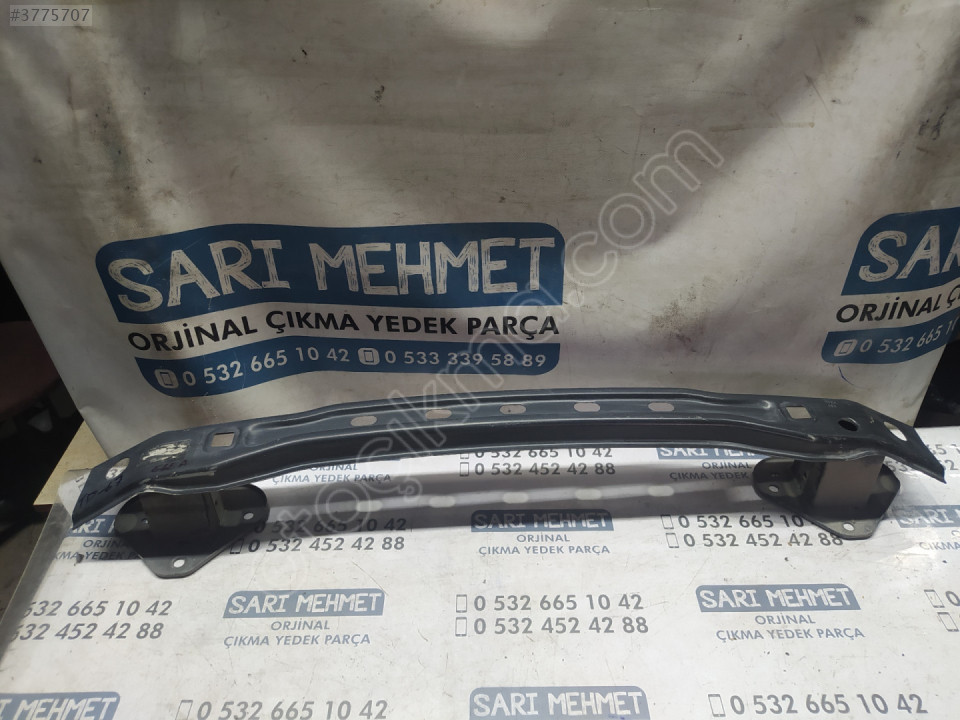 #3775707
SARI MEHMET
ORJİNAL ÇIKMA YEDEK PARÇA
0 532 665 10 42 0 533 339 58 89
SARI
ORJİNAL
0 532 665 10
otoçıkma.com
0 532 665 10 42
0 532 452 42 88
0 532 665 10 42
0 532 452 42 88
ORJİNAL
ÇIKMA YEDEK PARÇA
SARI MEHMET
ORJİNAL
ÇIKMA YEDEK PARÇA
0 532 665 10 42
0 532 452 42 88
0 532 665 10 42
532 452 42 88
SARI MEHMET
ORJİNAL
ÇIKMA YEDEK PARÇA
0 532 665 10 42
0 532 452 42 88
SARI MEHMET
ORJİNAL
ÇIKMA YEDEK PARÇA
SARI MEHMET
0 532 665 10 42
SARI MEHMET
0 532 665 10 42